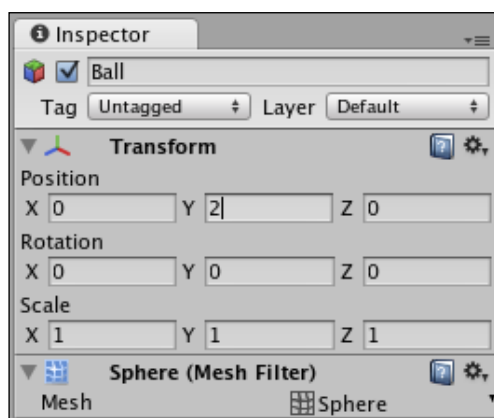 Inspector
Ball
Tag Untagged Layer Default
Transform
Position
X 0 Y 2 Z 0
Rotation
X 0 Y 0 Z 0
Scale
X 1 Y 1 Z 1
Sphere (Mesh Filter)
Mesh Sphere